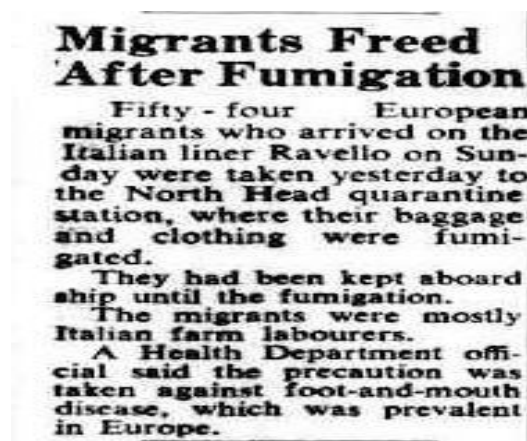 Migrants Freed
After Fumigation
Fifty - four European
migrants who arrived on the
Italian liner Ravello on Sun-
day were taken yesterday to
the North Head quarantine
station, where their baggage
and clothing were fumi-
gated.
They had been kept aboard
ship until the fumigation.
The migrants were mostly
Italian farm labourers.
A Health Department offi-
cial said the precaution was
taken against foot-and-mouth
disease, which was prevalent
in Europe.